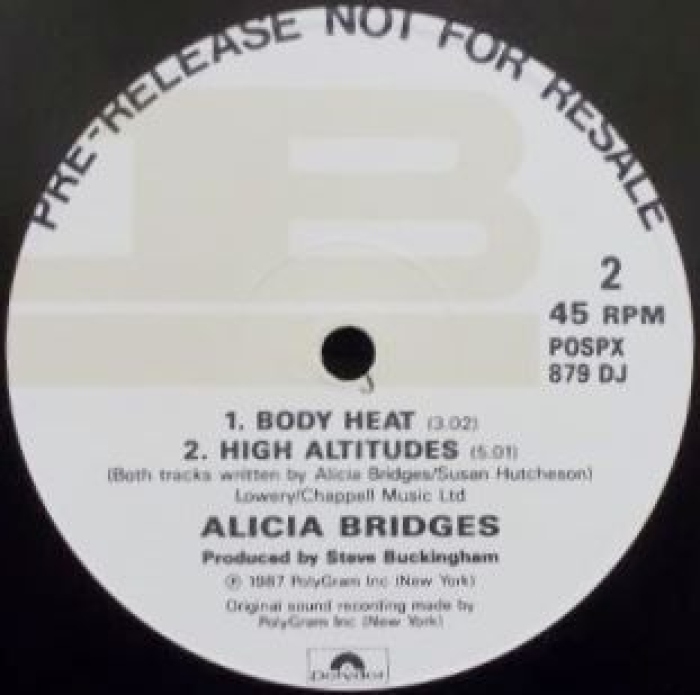 PRE-RELEASE NOT FOR RESALE
B
2
45 RPM
POSPX
879 DJ
1. BODY HEAT (3.02)
2. HIGH ALTITUDES (5.01)
(Both tracks written by Alicia Bridges/Susan Hutcheson)
Lowery/Chappell Music Ltd
ALICIA BRIDGES
Produced by Steve Buckingham
℗ 1987 PolyGram Inc (New York)
Original sound recording made by
PolyGram Inc (New York)
Polydor